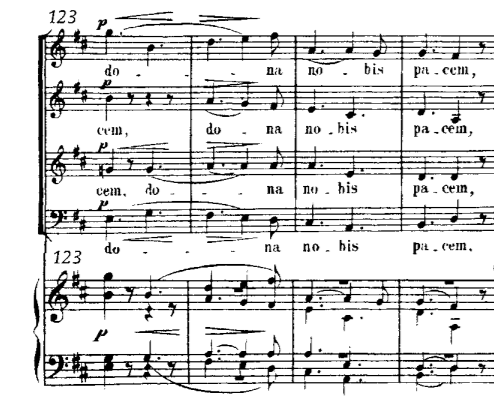 123
p
do - - - na no - bis pa - cem,
p
cem, do - na no - bis pa - cem,
p
cem, do - - - na no - bis pa - cem,
p
do - - - na no - bis pa - cem,
123
p